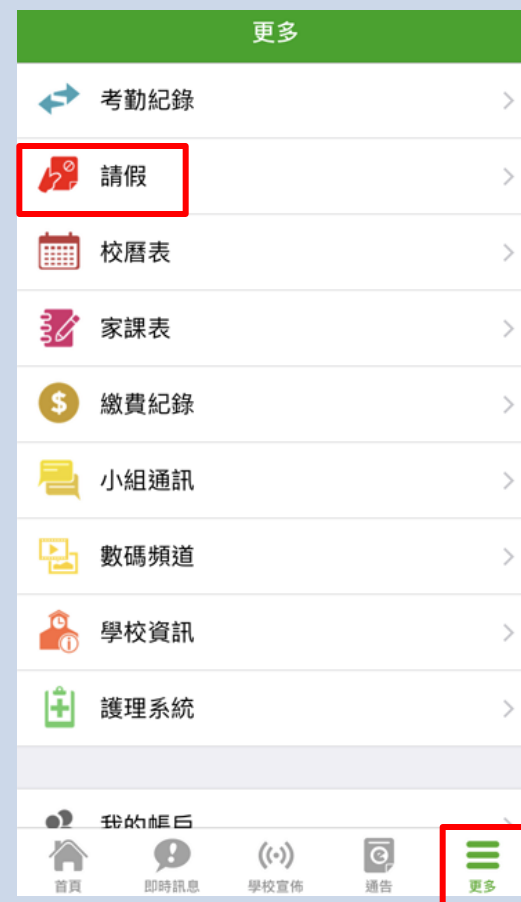 更多
考勤紀錄
請假
校曆表
家課表
繳費紀錄
小組通訊
數碼頻道
學校資訊
護理系統
我的帳戶
首頁
即時訊息
學校宣佈
通告
更多